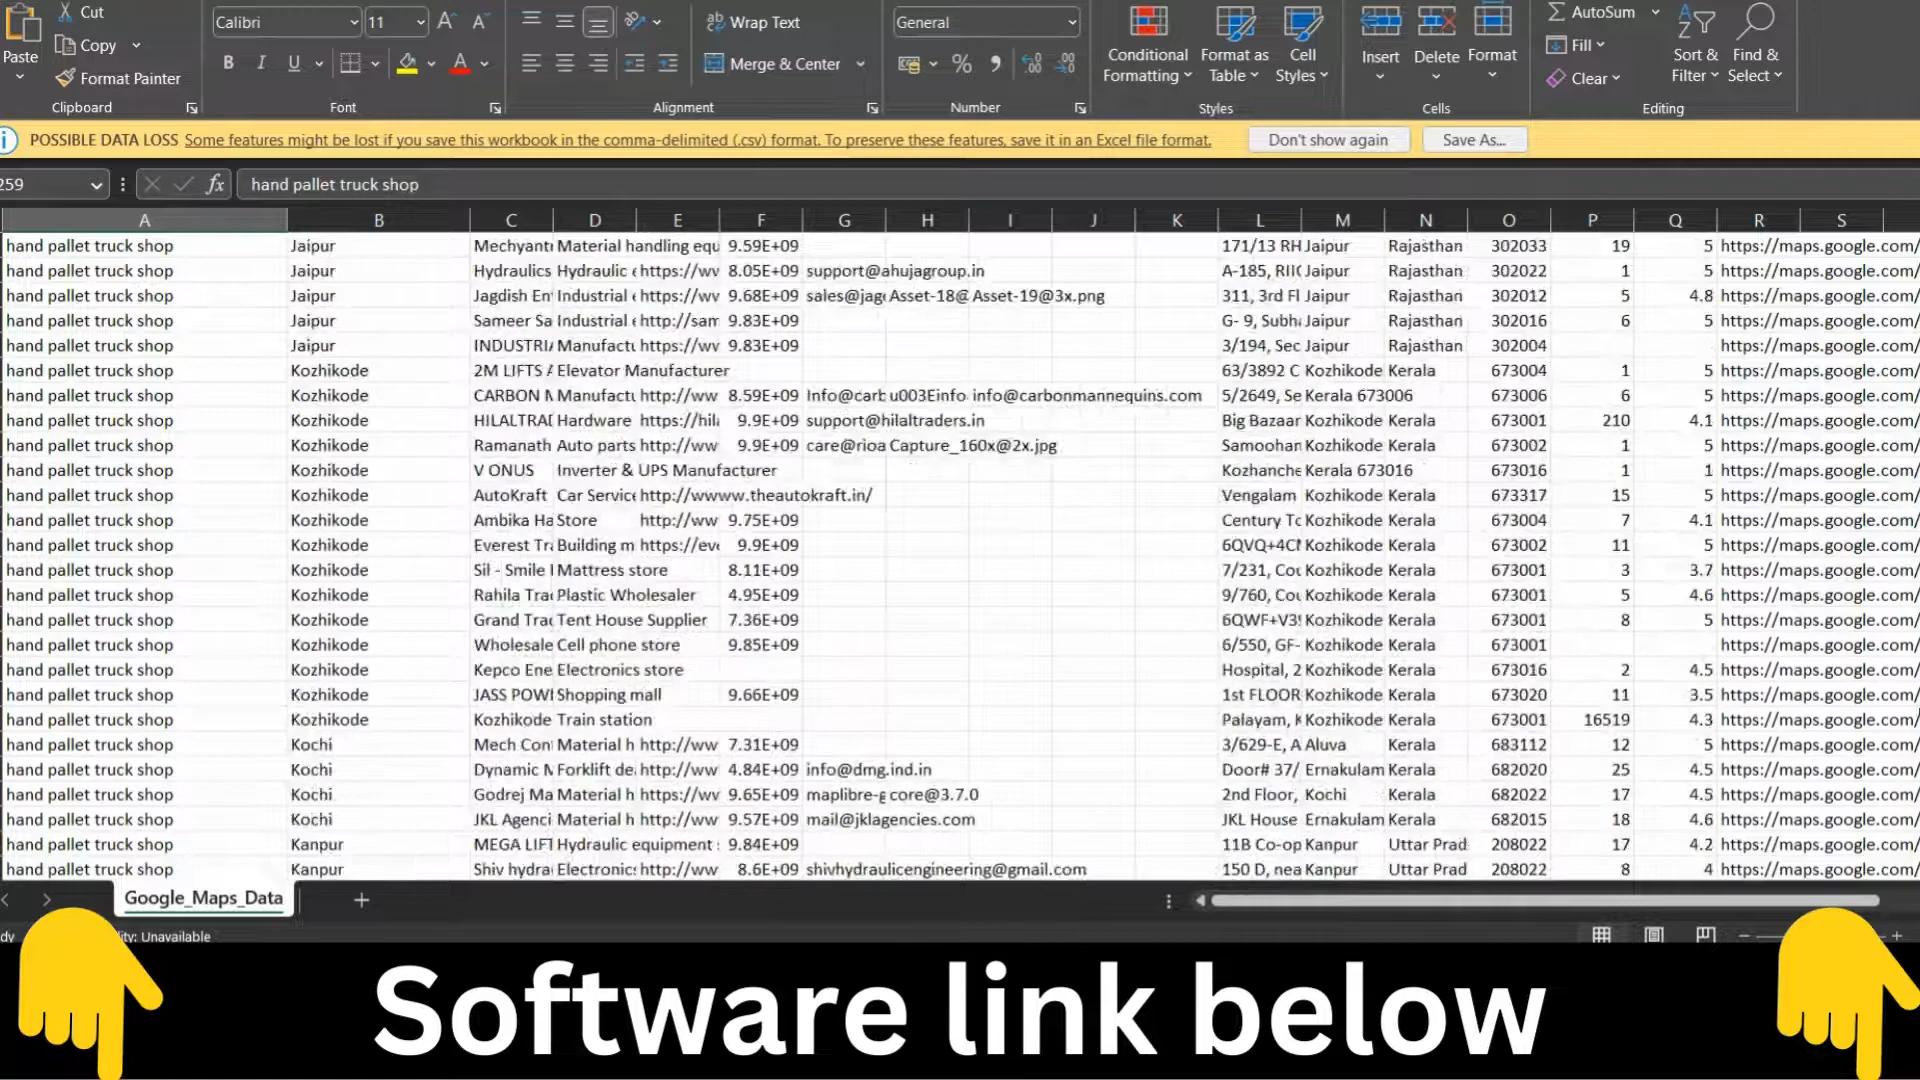 Cut
Calibri
11
Wrap Text
General
AutoSum
Copy
Paste
Conditional Formatting
Format as Table
Cell Styles
Insert
Delete
Format
Fill
Sort & Filter
Find & Select
Format Painter
B I U
Merge & Center
Clear
Clipboard
Font
Alignment
Number
Styles
Cells
Editing
POSSIBLE DATA LOSS Some features might be lost if you save this workbook in the comma-delimited (.csv) format. To preserve these features, save it in an Excel file format. Don't show again Save As...
259 fx hand pallet truck shop
A B C D E F G H I J K L M N O P Q R S
hand pallet truck shop Jaipur Mechyant Material handling equ 9.59E+09 171/13 RH Jaipur Rajasthan 302033 19 5 https://maps.google.com/
hand pallet truck shop Jaipur Hydraulics Hydraulic e https://ww 8.05E+09 support@ahujagroup.in A-185, RIIC Jaipur Rajasthan 302022 1 5 https://maps.google.com/
hand pallet truck shop Jaipur Jagdish En Industrial e https://ww 9.68E+09 sales@jag Asset-18@ Asset-19@3x.png 311, 3rd Fl Jaipur Rajasthan 302012 5 4.8 https://maps.google.com/
hand pallet truck shop Jaipur Sameer Sa Industrial e http://sam 9.83E+09 G- 9, Subh Jaipur Rajasthan 302016 6 5 https://maps.google.com/
hand pallet truck shop Jaipur INDUSTRIA Manufactu http://ww 9.83E+09 3/194, Sec Jaipur Rajasthan 302004 https://maps.google.com/
hand pallet truck shop Kozhikode 2M LIFTS A Elevator Manufacturer 63/3892 C Kozhikode Kerala 673004 1 5 https://maps.google.com/
hand pallet truck shop Kozhikode CARBON M Manufactu http://ww 8.59E+09 Info@carb u003Einfo info@carbonmannequins.com 5/2649, Se Kerala 673006 673006 6 5 https://maps.google.com/
hand pallet truck shop Kozhikode HILALTRAD Hardware https://hila 9.9E+09 support@hilaltraders.in Big Bazaar Kozhikode Kerala 673001 210 4.1 https://maps.google.com/
hand pallet truck shop Kozhikode Ramanath Auto parts http://ww 9.9E+09 care@rioa Capture_160x@2x.jpg Samoohan Kozhikode Kerala 673002 1 5 https://maps.google.com/
hand pallet truck shop Kozhikode V ONUS Inverter & UPS Manufacturer Kozhanche Kerala 673016 673016 1 1 https://maps.google.com/
hand pallet truck shop Kozhikode AutoKraft Car Service http://wwww.theautokraft.in/ Vengalam Kozhikode Kerala 673317 15 5 https://maps.google.com/
hand pallet truck shop Kozhikode Ambika Ha Store http://ww 9.75E+09 Century To Kozhikode Kerala 673004 7 4.1 https://maps.google.com/
hand pallet truck shop Kozhikode Everest Tra Building m https://eve 9.9E+09 6QVQ+4CM Kozhikode Kerala 673002 11 5 https://maps.google.com/
hand pallet truck shop Kozhikode Sil - Smile I Mattress store 8.11E+09 7/231, Cou Kozhikode Kerala 673001 3 3.7 https://maps.google.com/
hand pallet truck shop Kozhikode Rahila Trad Plastic Wholesaler 4.95E+09 9/760, Cou Kozhikode Kerala 673001 5 4.6 https://maps.google.com/
hand pallet truck shop Kozhikode Grand Trad Tent House Supplier 7.36E+09 6QWF+V39 Kozhikode Kerala 673001 8 5 https://maps.google.com/
hand pallet truck shop Kozhikode Wholesale Cell phone store 9.85E+09 6/550, GF- Kozhikode Kerala 673001 https://maps.google.com/
hand pallet truck shop Kozhikode Kepco Ene Electronics store Hospital, 2 Kozhikode Kerala 673016 2 4.5 https://maps.google.com/
hand pallet truck shop Kozhikode JASS POWE Shopping mall 9.66E+09 1st FLOOR Kozhikode Kerala 673020 11 3.5 https://maps.google.com/
hand pallet truck shop Kozhikode Kozhikode Train station Palayam, K Kozhikode Kerala 673001 16519 4.3 https://maps.google.com/
hand pallet truck shop Kochi Mech Con Material h http://ww 7.31E+09 3/629-E, A Aluva Kerala 683112 12 5 https://maps.google.com/
hand pallet truck shop Kochi Dynamic M Forklift de http://ww 4.84E+09 info@dmg.ind.in Door# 37/ Ernakulam Kerala 682020 25 4.5 https://maps.google.com/
hand pallet truck shop Kochi Godrej Ma Material h https://ww 9.65E+09 maplibre-g core@3.7.0 2nd Floor, Kochi Kerala 682022 17 4.5 https://maps.google.com/
hand pallet truck shop Kochi JKL Agenci Material h http://ww 9.57E+09 mail@jklagencies.com JKL House Ernakulam Kerala 682015 18 4.6 https://maps.google.com/
hand pallet truck shop Kanpur MEGA LIFT Hydraulic equipment s 9.84E+09 11B Co-op Kanpur Uttar Prad 208022 17 4.2 https://maps.google.com/
hand pallet truck shop Kanpur Shiv hydra Electronics http://ww 8.6E+09 shivhydraulicengineering@gmail.com 150 D, nea Kanpur Uttar Prad 208022 8 4 https://maps.google.com/
Google_Maps_Data
dy lity: Unavailable
Software link below